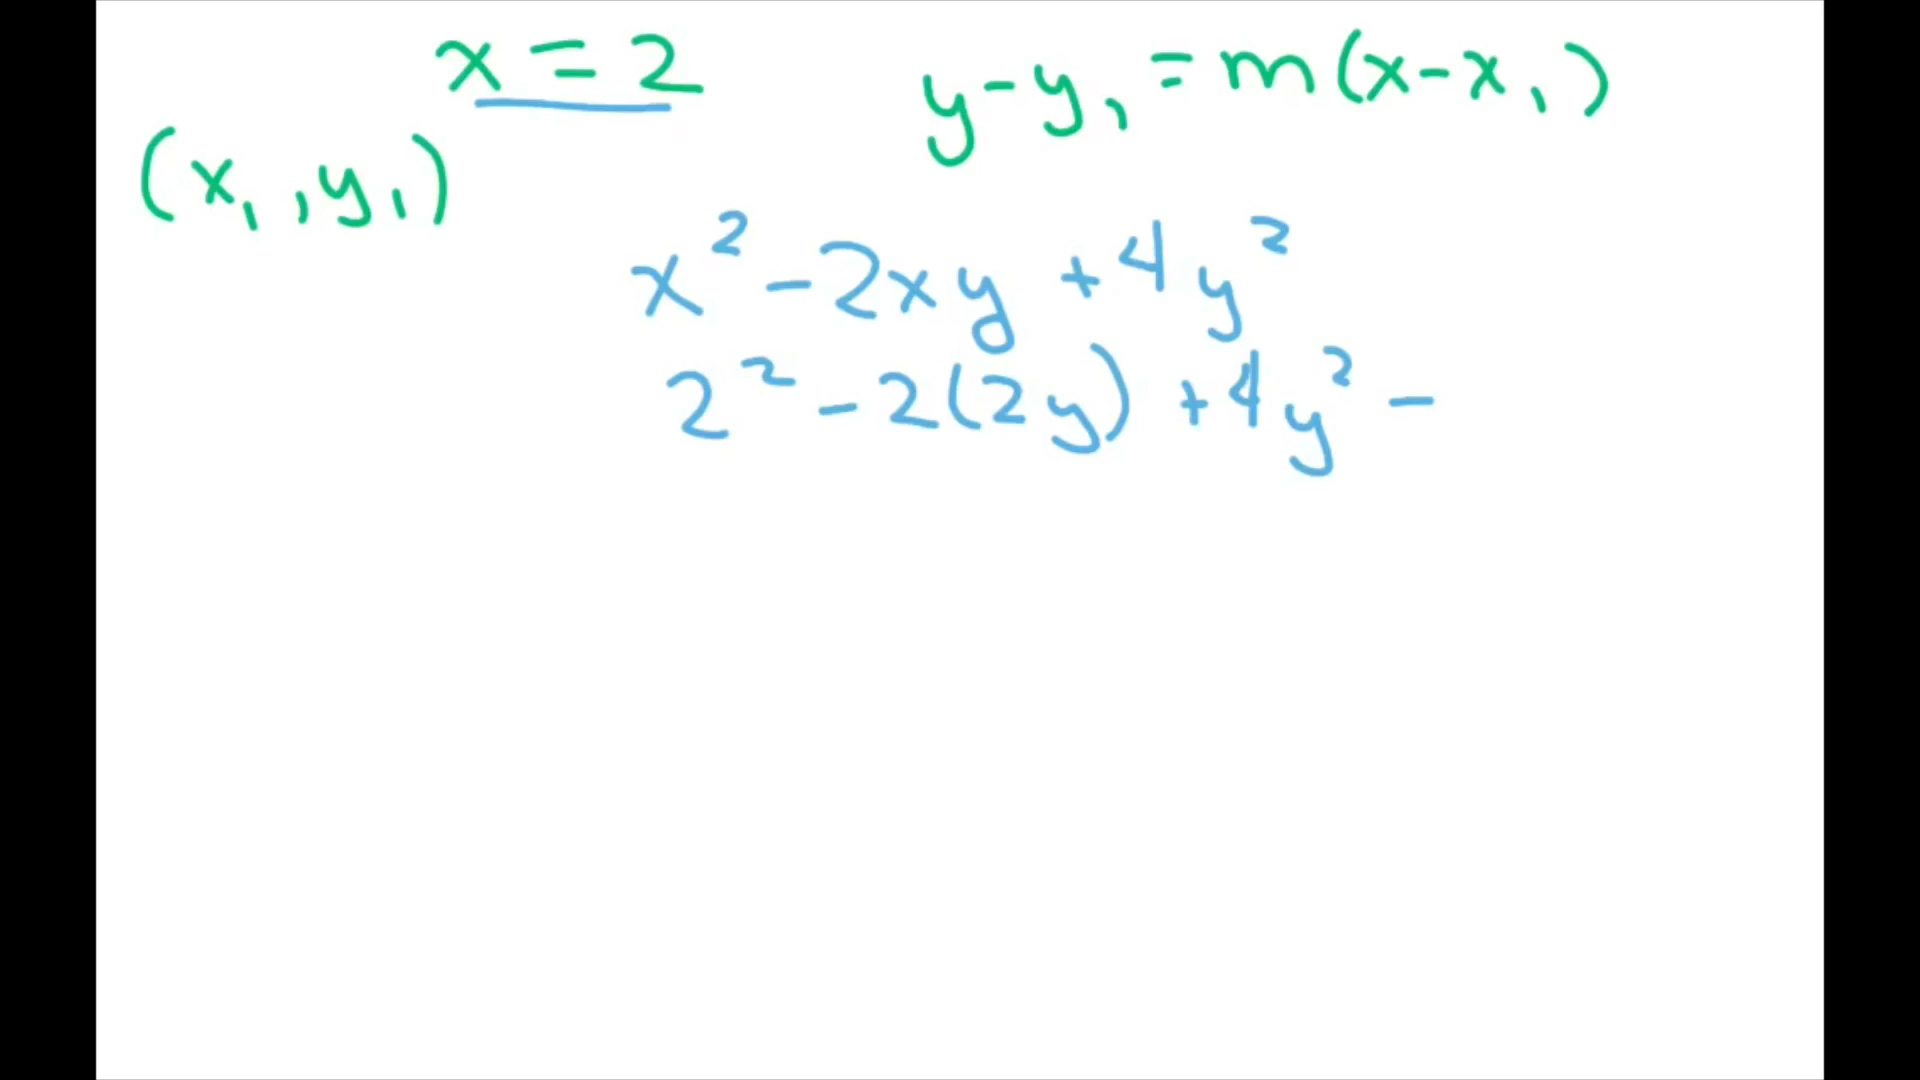 x = 2
y - y₁ = m(x - x₁)
(x₁, y₁)
x² - 2xy + 4y²
2² - 2(2y) + 4y² -